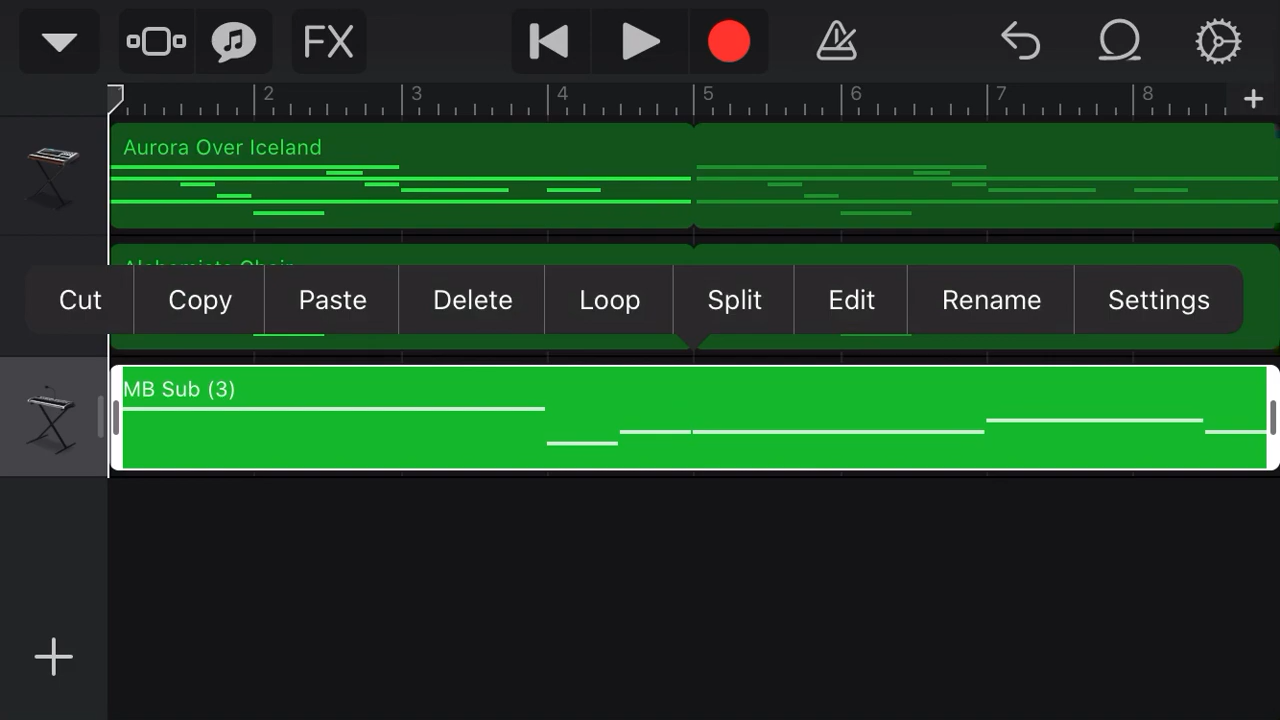 FX
2 3 4 5 6 7 8
Aurora Over Iceland
Cut Copy Paste Delete Loop Split Edit Rename Settings
MB Sub (3)